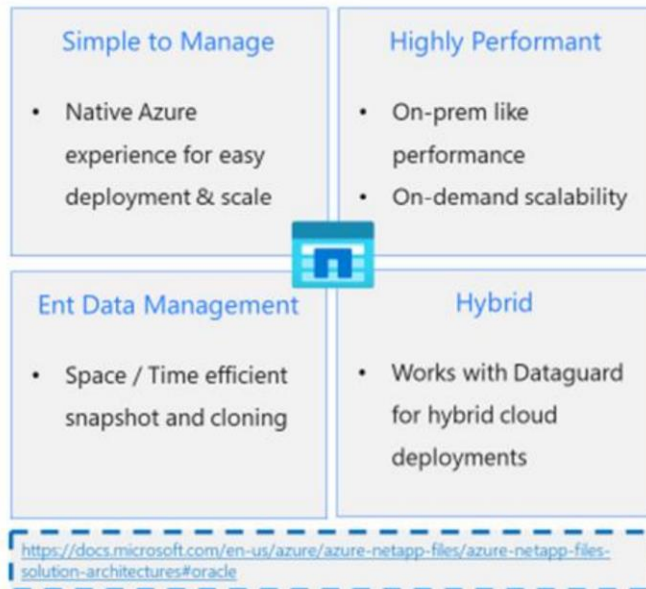 Simple to Manage
• Native Azure
experience for easy
deployment & scale
Highly Performant
• On-prem like
performance
• On-demand scalability
Ent Data Management
• Space / Time efficient
snapshot and cloning
Hybrid
• Works with Dataguard
for hybrid cloud
deployments
https://docs.microsoft.com/en-us/azure/azure-netapp-files/azure-netapp-files-
solution-architectures#oracle